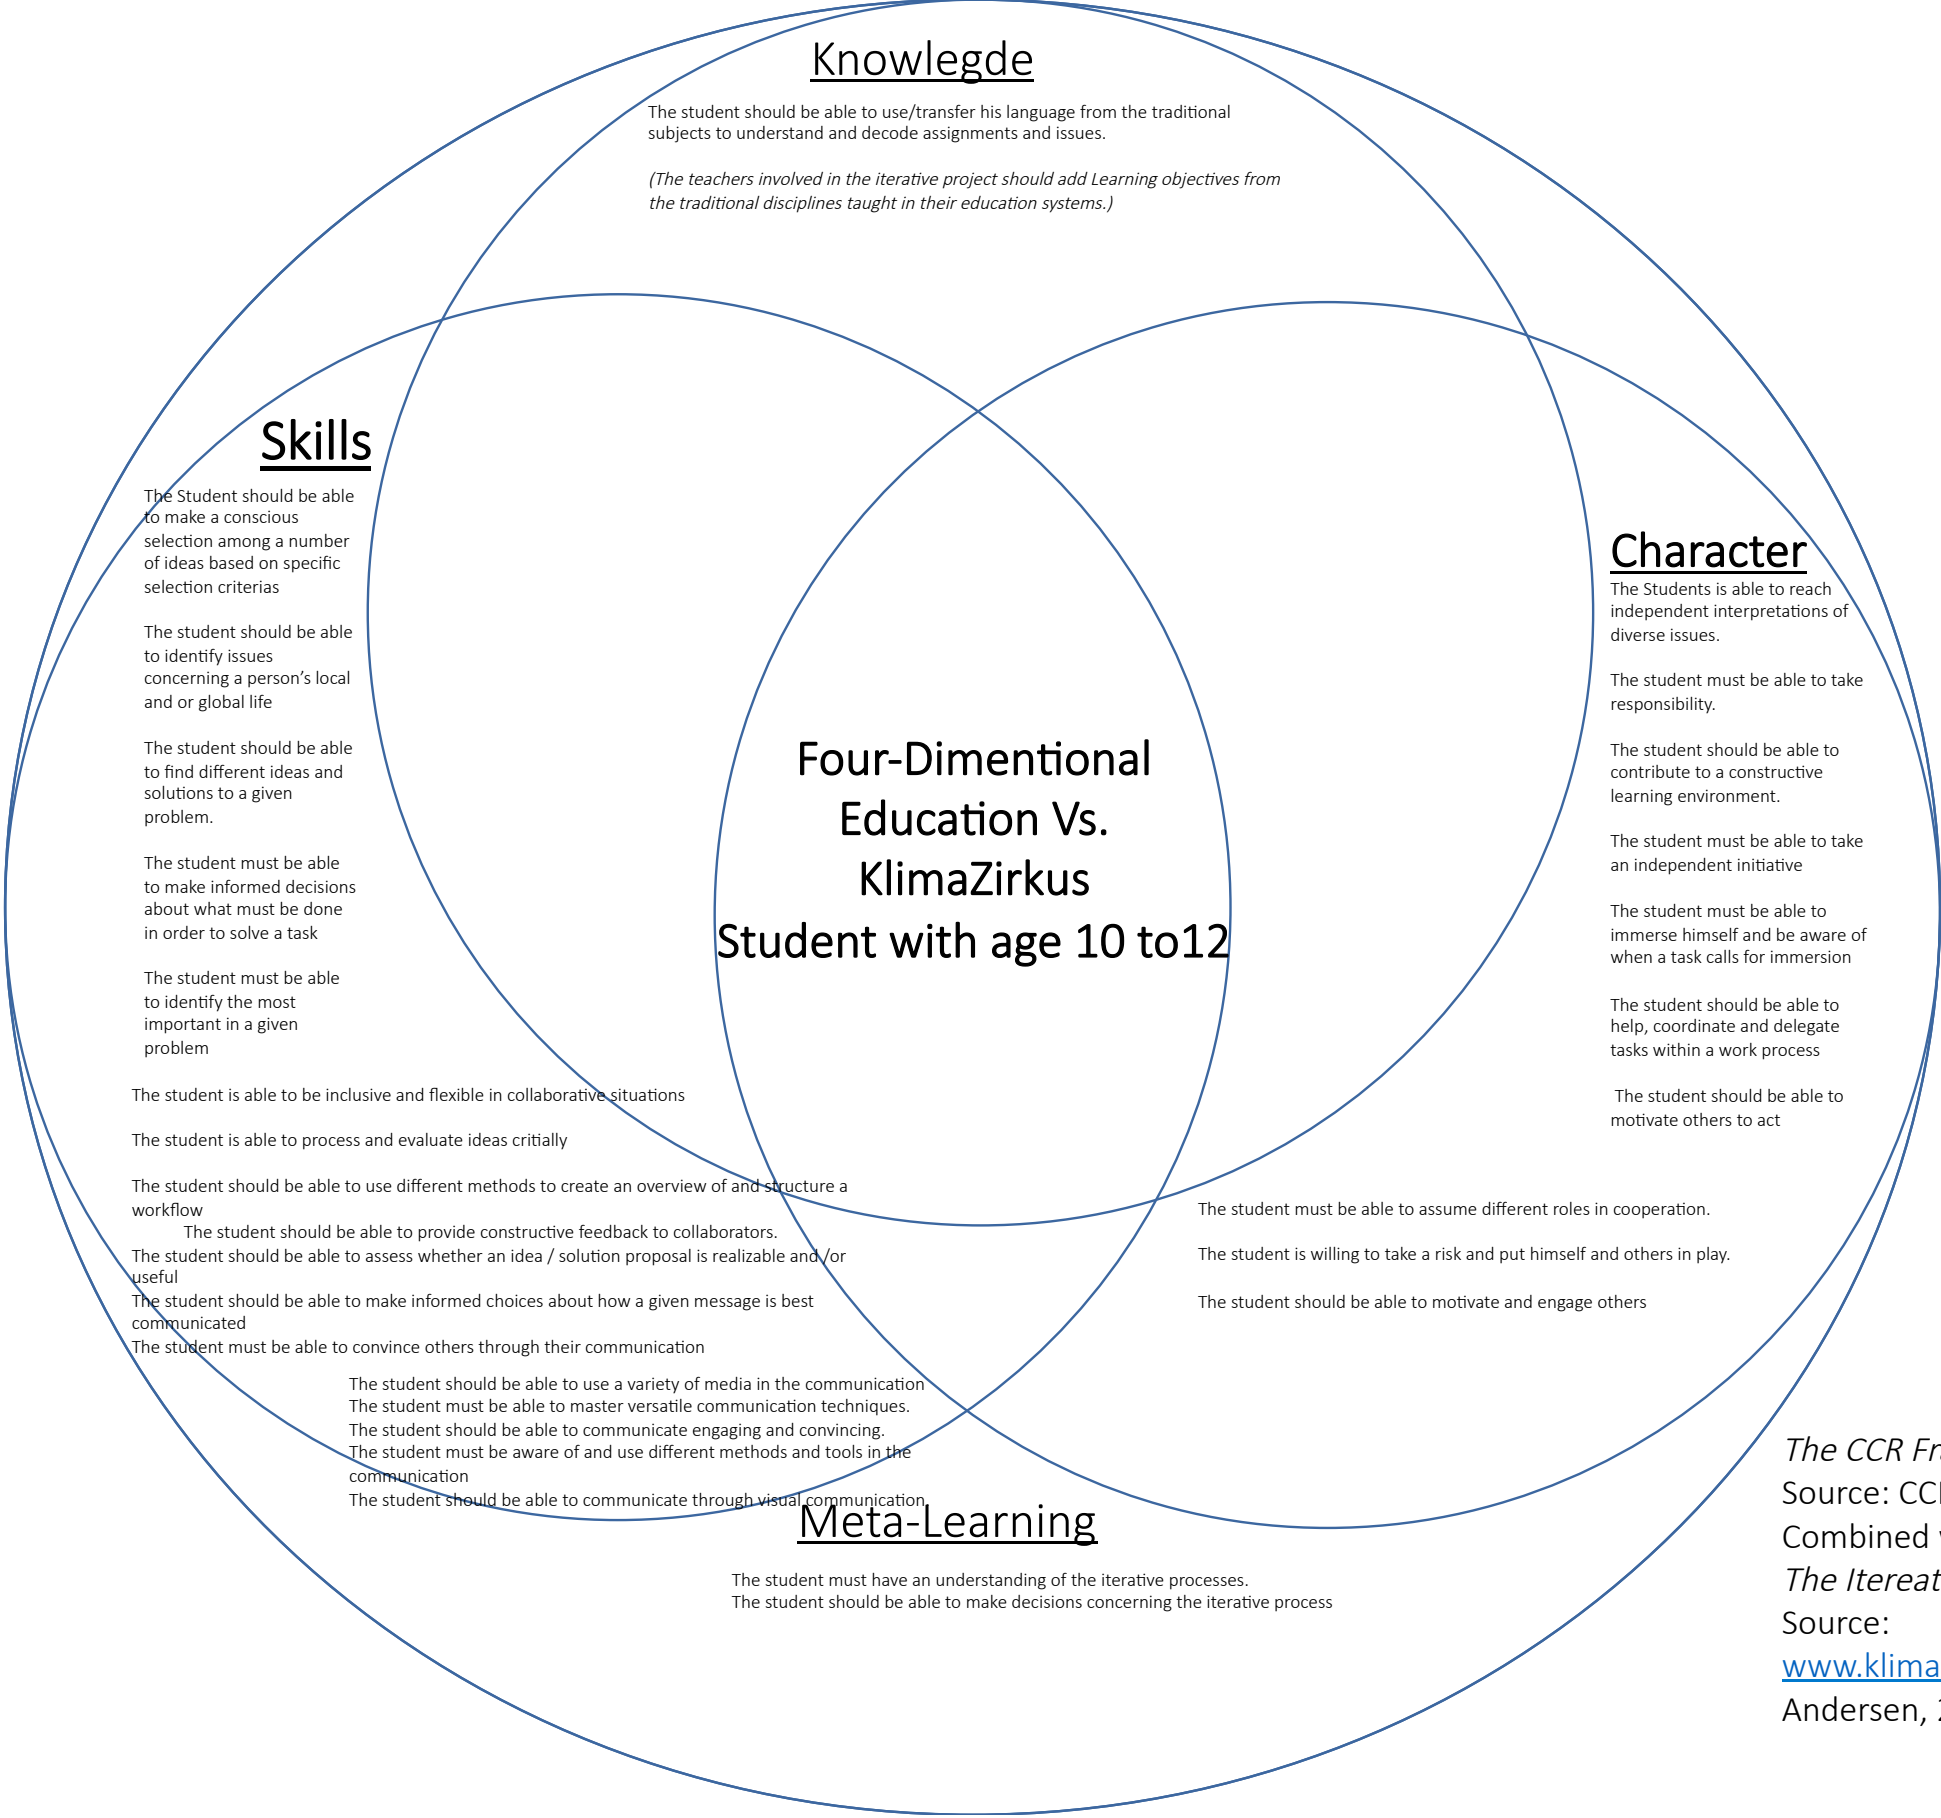 Knowlegde
The student should be able to use/transfer his language from the traditional
subjects to understand and decode assignments and issues.
(The teachers involved in the iterative project should add Learning objectives from
the traditional disciplines taught in their education systems.)
Skills
The Student should be able
to make a conscious
selection among a number
of ideas based on specific
selection criterias
The student should be able
to identify issues
concerning a person’s local
and or global life
The student should be able
to find different ideas and
solutions to a given
problem.
The student must be able
to make informed decisions
about what must be done
in order to solve a task
The student must be able
to identify the most
important in a given
problem
The student is able to be inclusive and flexible in collaborative situations
The student is able to process and evaluate ideas critially
The student should be able to use different methods to create an overview of and structure a
workflow
The student should be able to provide constructive feedback to collaborators.
The student should be able to assess whether an idea / solution proposal is realizable and /or
useful
The student should be able to make informed choices about how a given message is best
communicated
The student must be able to convince others through their communication
The student should be able to use a variety of media in the communication
The student must be able to master versatile communication techniques.
The student should be able to communicate engaging and convincing.
The student must be aware of and use different methods and tools in the
communication
The student should be able to communicate through visual communication
Four-Dimentional
Education Vs.
KlimaZirkus
Student with age 10 to12
Character
The Students is able to reach
independent interpretations of
diverse issues.
The student must be able to take
responsibility.
The student should be able to
contribute to a constructive
learning environment.
The student must be able to take
an independent initiative
The student must be able to
immerse himself and be aware of
when a task calls for immersion
The student should be able to
help, coordinate and delegate
tasks within a work process
The student should be able to
motivate others to act
The student must be able to assume different roles in cooperation.
The student is willing to take a risk and put himself and others in play.
The student should be able to motivate and engage others
Meta-Learning
The student must have an understanding of the iterative processes.
The student should be able to make decisions concerning the iterative process
The CCR
Source:
Combined
The
Source:
Andersen,